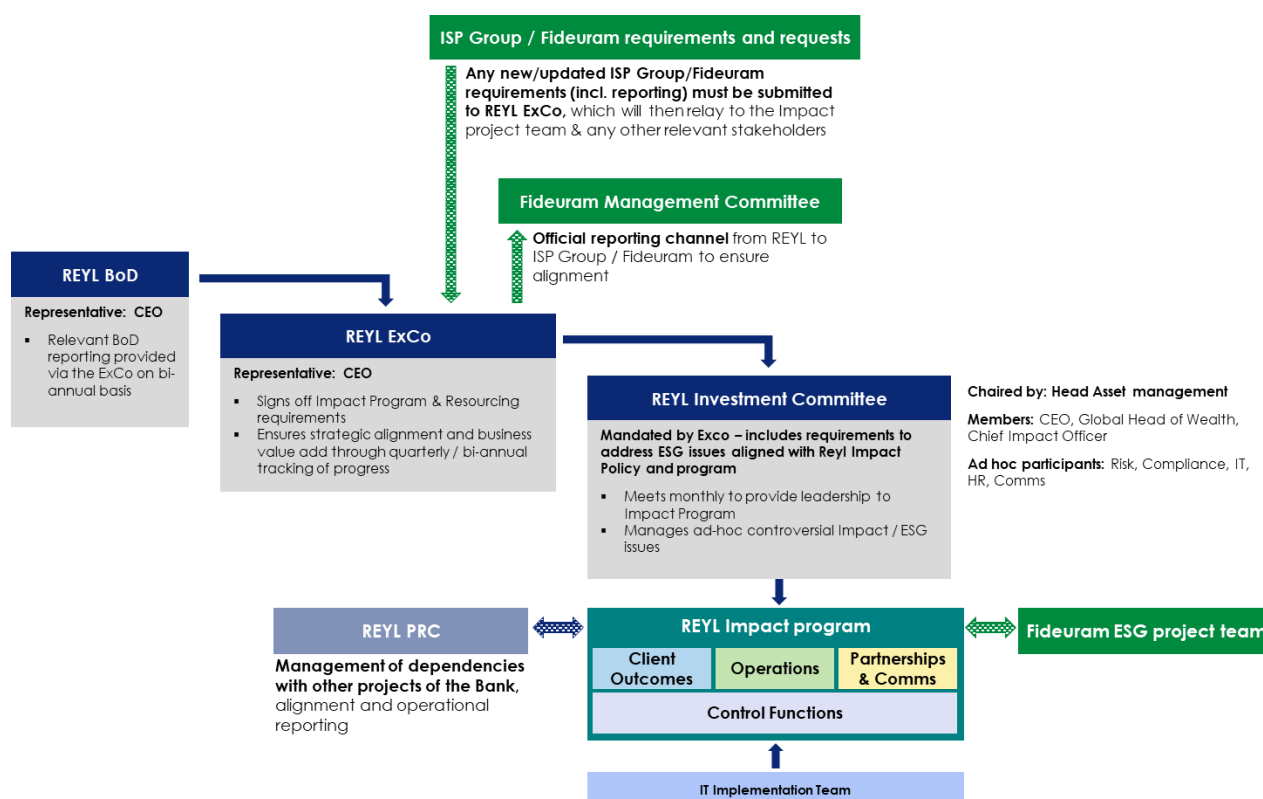 ISP Group / Fideuram requirements and requests
Any new/updated ISP Group/Fideuram
requirements (incl. reporting) must be submitted
to REYL ExCo, which will then relay to the Impact
project team & any other relevant stakeholders
Fideuram Management Committee
Official reporting channel from REYL to
ISP Group / Fideuram to ensure
alignment
REYL BoD
Representative: CEO
▪ Relevant BoD
reporting provided
via the ExCo on bi-
annual basis
REYL ExCo
Representative: CEO
▪ Signs off Impact Program & Resourcing
requirements
▪ Ensures strategic alignment and business
value add through quarterly / bi-annual
tracking of progress
REYL Investment Committee
Mandated by Exco – includes requirements to
address ESG issues aligned with Reyl Impact
Policy and program
▪ Meets monthly to provide leadership to
Impact Program
▪ Manages ad-hoc controversial Impact / ESG
issues
Chaired by: Head Asset management
Members: CEO, Global Head of Wealth,
Chief Impact Officer
Ad hoc participants: Risk, Compliance, IT,
HR, Comms
REYL PRC
Management of dependencies
with other projects of the Bank,
alignment and operational
reporting
REYL Impact program
Client
Outcomes
Operations
Partnerships
& Comms
Control Functions
Fideuram ESG project team
IT Implementation Team